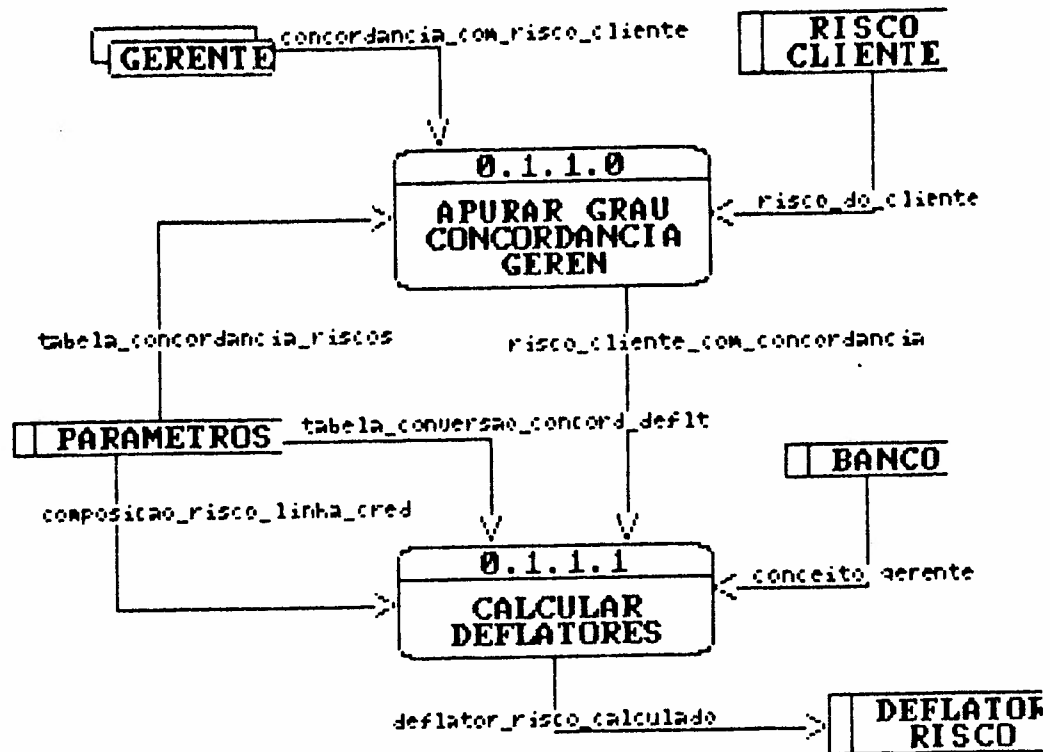 concordancia_com_risco_cliente
GERENTE
RISCO
CLIENTE
0.1.1.0
APURAR GRAU
CONCORDANCIA
GEREN
risco_do_cliente
tabela_concordancia_riscos
risco_cliente_com_concordancia
PARAMETROS
tabela_conversao_concord_deflt
BANCO
composicao_risco_linha_cred
0.1.1.1
CALCULAR
DEFLATORES
conceito_gerente
deflator_risco_calculado
DEFLATOR
RISCO